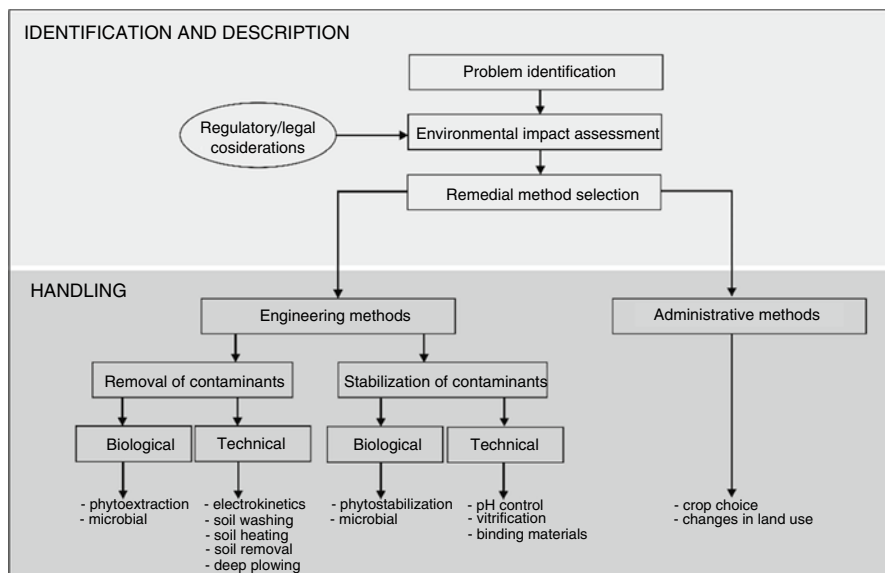 IDENTIFICATION AND DESCRIPTION
Problem identification
Regulatory/legal
cosiderations
Environmental impact assessment
Remedial method selection
HANDLING
Engineering methods
Administrative methods
Removal of contaminants
Stabilization of contaminants
Biological
Technical
Biological
Technical
- phytoextraction
- microbial
- electrokinetics
- soil washing
- soil heating
- soil removal
- deep plowing
- phytostabilization
- microbial
- pH control
- vitrification
- binding materials
- crop choice
- changes in land use